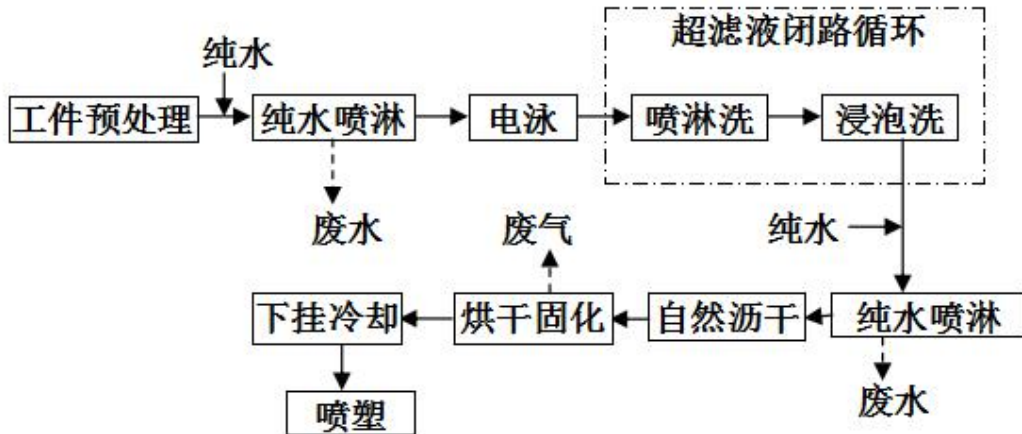 超滤液闭路循环
纯水
工件预处理
纯水喷淋
电泳
喷淋洗
浸泡洗
废水
废气
纯水
下挂冷却
烘干固化
自然沥干
纯水喷淋
废水
喷塑